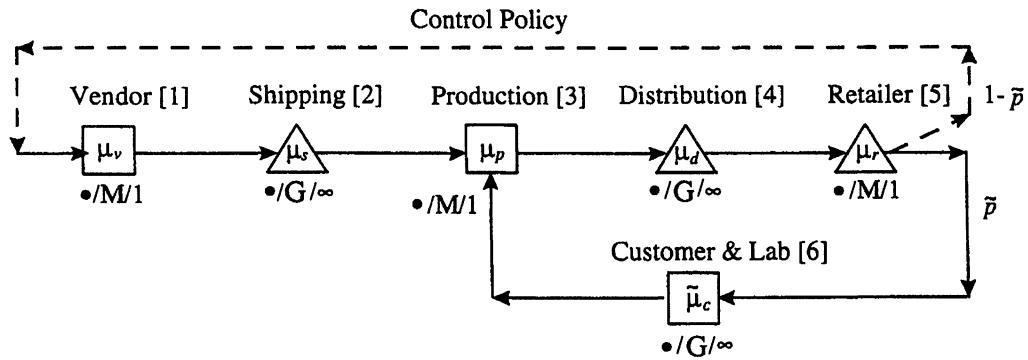 Control Policy
Vendor [1] Shipping [2] Production [3] Distribution [4] Retailer [5] 1- p̃
μv μs μp μd μr
•/M/1 •/G/∞ •/M/1 •/G/∞ •/M/1
p̃
Customer & Lab [6]
μ̃c
•/G/∞